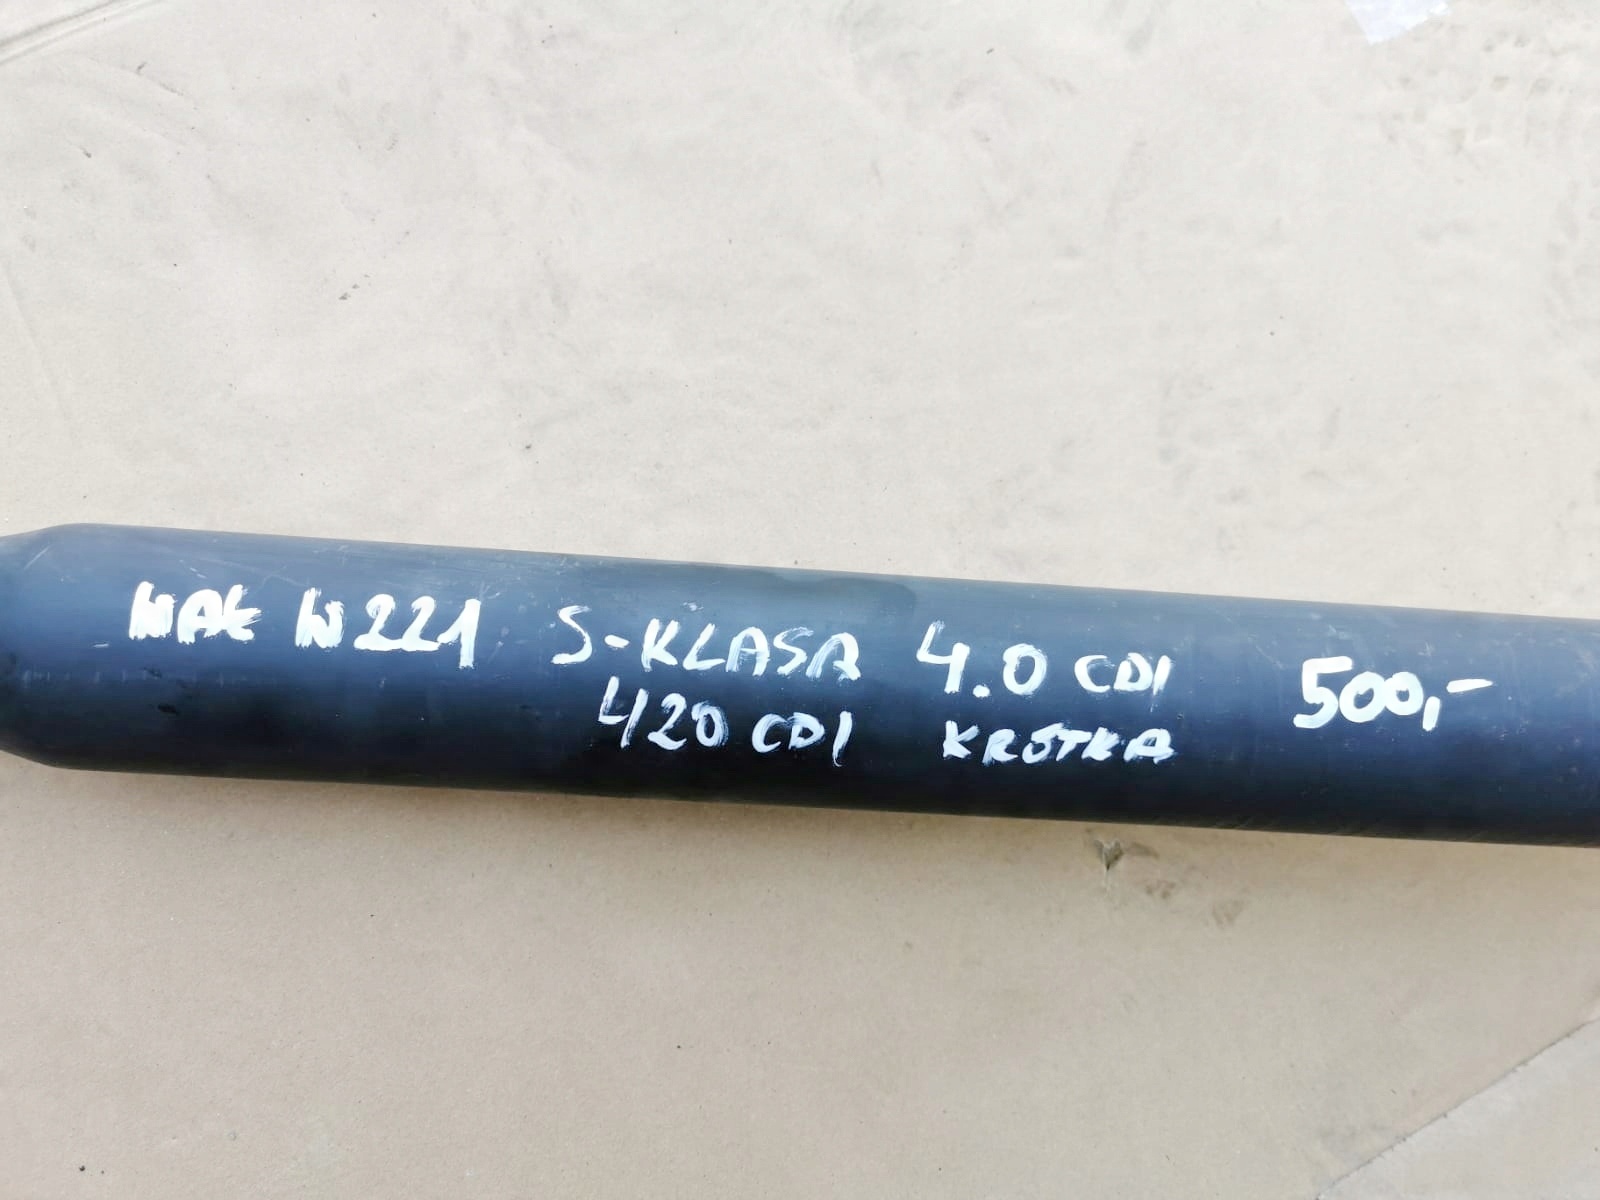 WAŁ W221 S-KLASA 4.0 CDI 500,-
420 CDI KRÓTKA